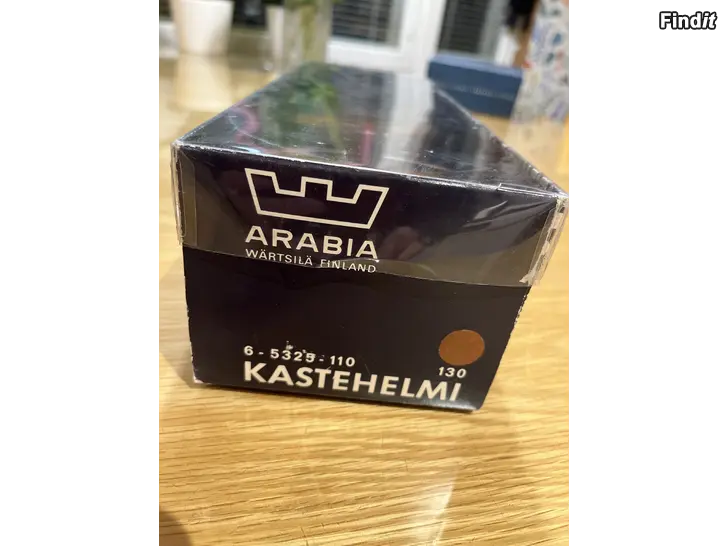 Findit
ARABIA
WÄRTSILÄ FINLAND
6-5325-110
130
KASTEHELMI